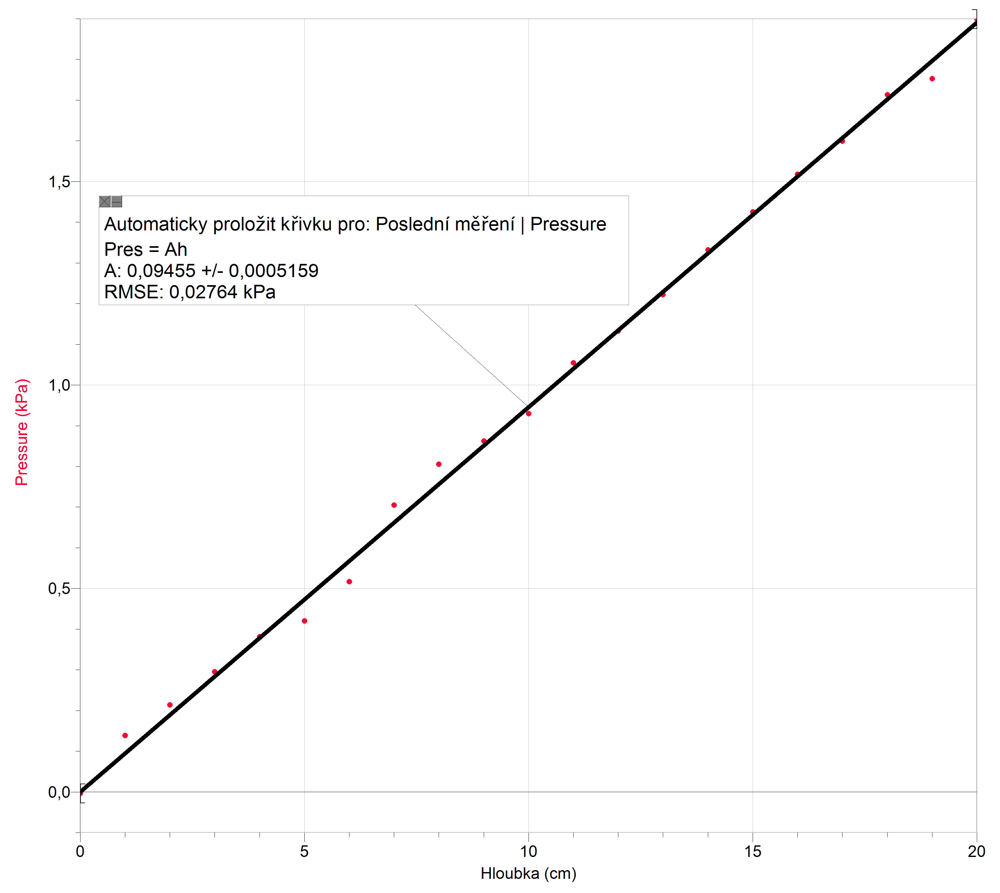 1,5
Automaticky proložit křivku pro: Poslední měření | Pressure
Pres = Ah
A: 0,09455 +/- 0,0005159
RMSE: 0,02764 kPa
1,0
Pressure (kPa)
0,5
0,0
0 5 10 15 20
Hloubka (cm)